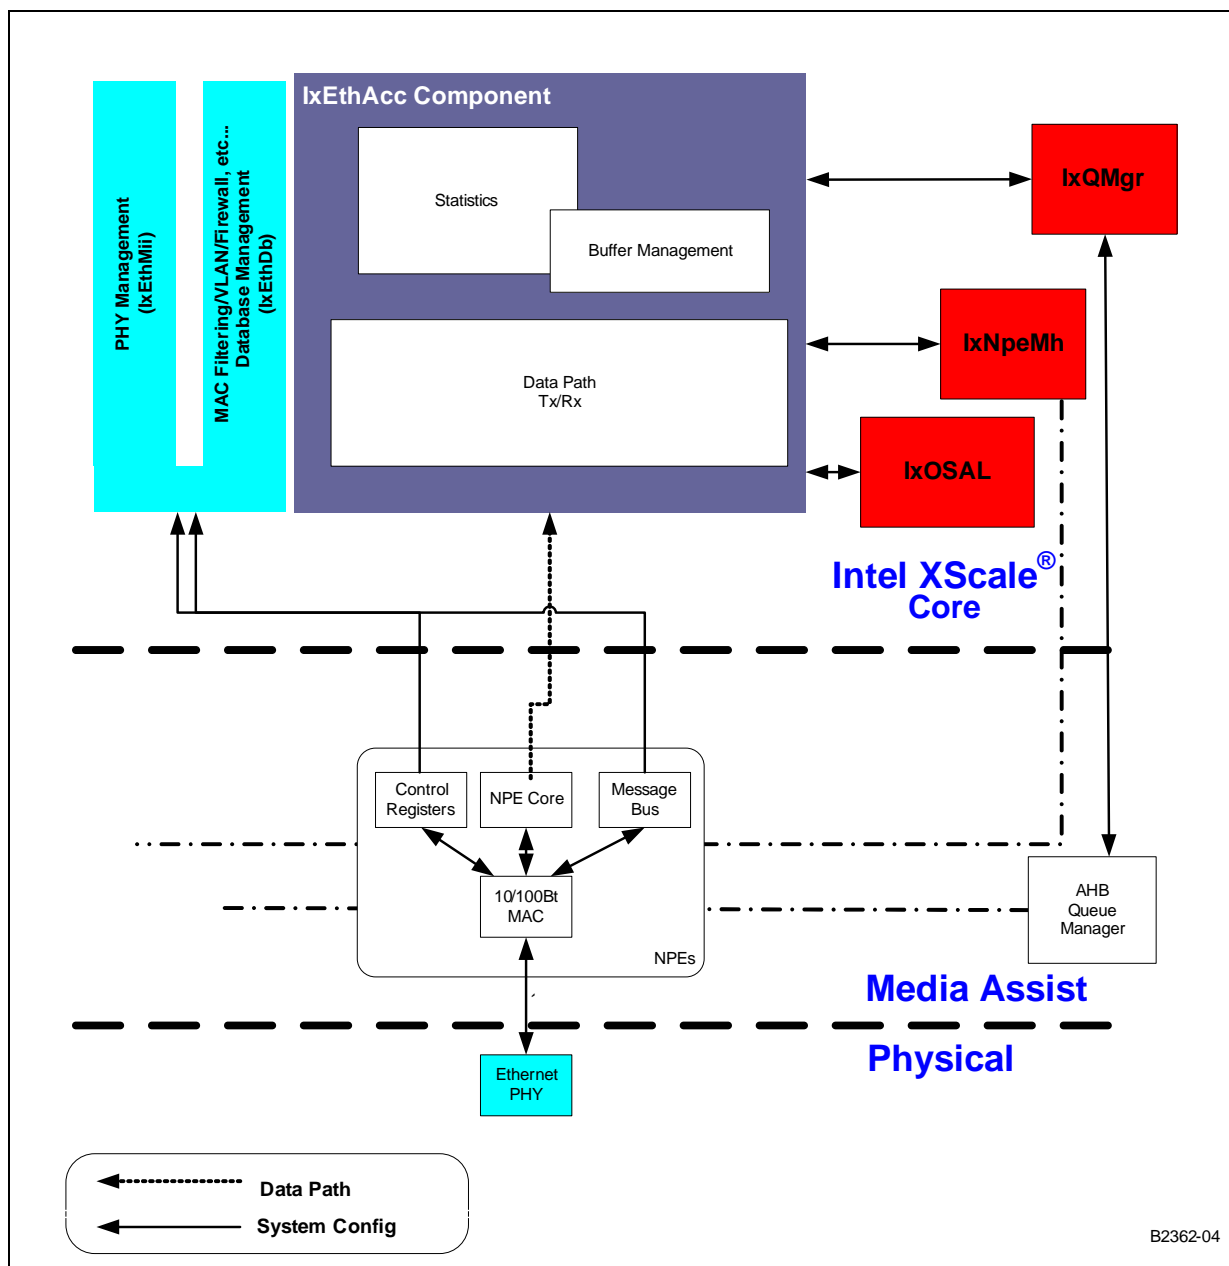 PHY Management
(IxEthMii)
MAC Filtering/VLAN/Firewall, etc...
Database Management
(IxEthDb)
IxEthAcc Component
Statistics
Buffer Management
Data Path
Tx/Rx
IxQMgr
IxNpeMh
IxOSAL
Intel XScale®
Core
Control
Registers
NPE Core
Message
Bus
10/100Bt
MAC
NPEs
AHB
Queue
Manager
Media Assist
Physical
Ethernet
PHY
Data Path
System Config
B2362-04